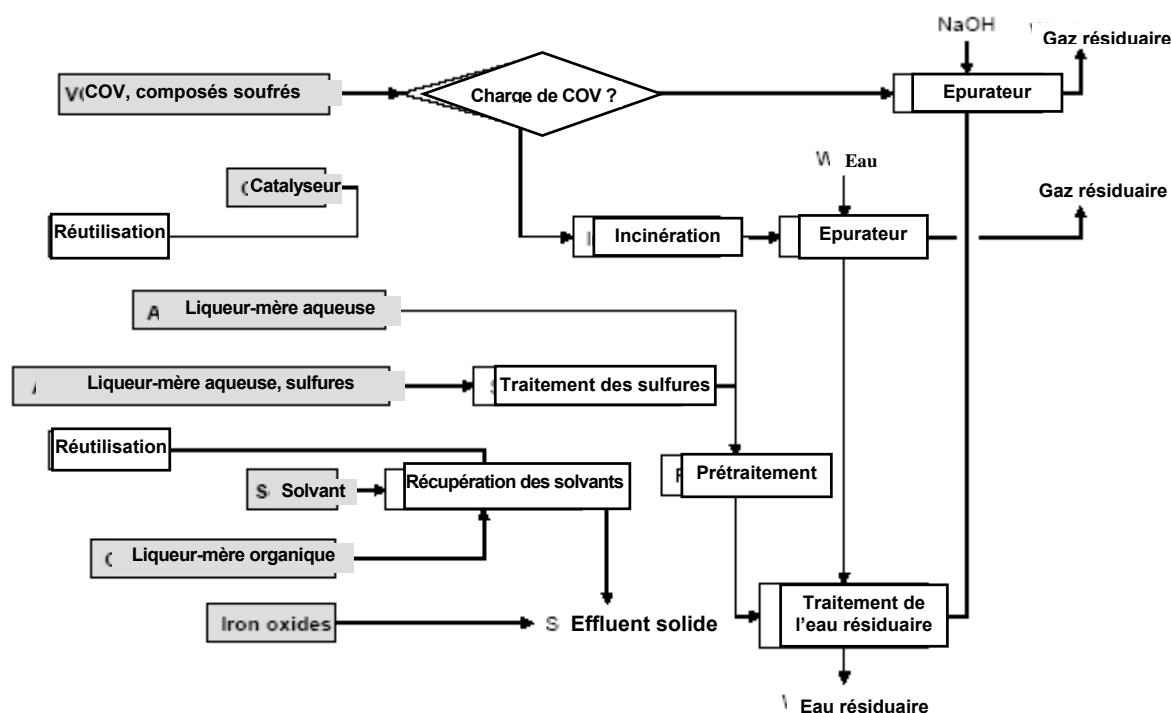 NaOH
Gaz résiduaire
COV, composés soufrés
Charge de COV ?
Epurateur
Eau
Catalyseur
Gaz résiduaire
Réutilisation
Incinération
Epurateur
Liqueur-mère aqueuse
Liqueur-mère aqueuse, sulfures
Traitement des sulfures
Réutilisation
Récupération des solvants
Prétraitement
Solvant
Liqueur-mère organique
Iron oxides
Effluent solide
Traitement de
l'eau résiduaire
Eau résiduaire